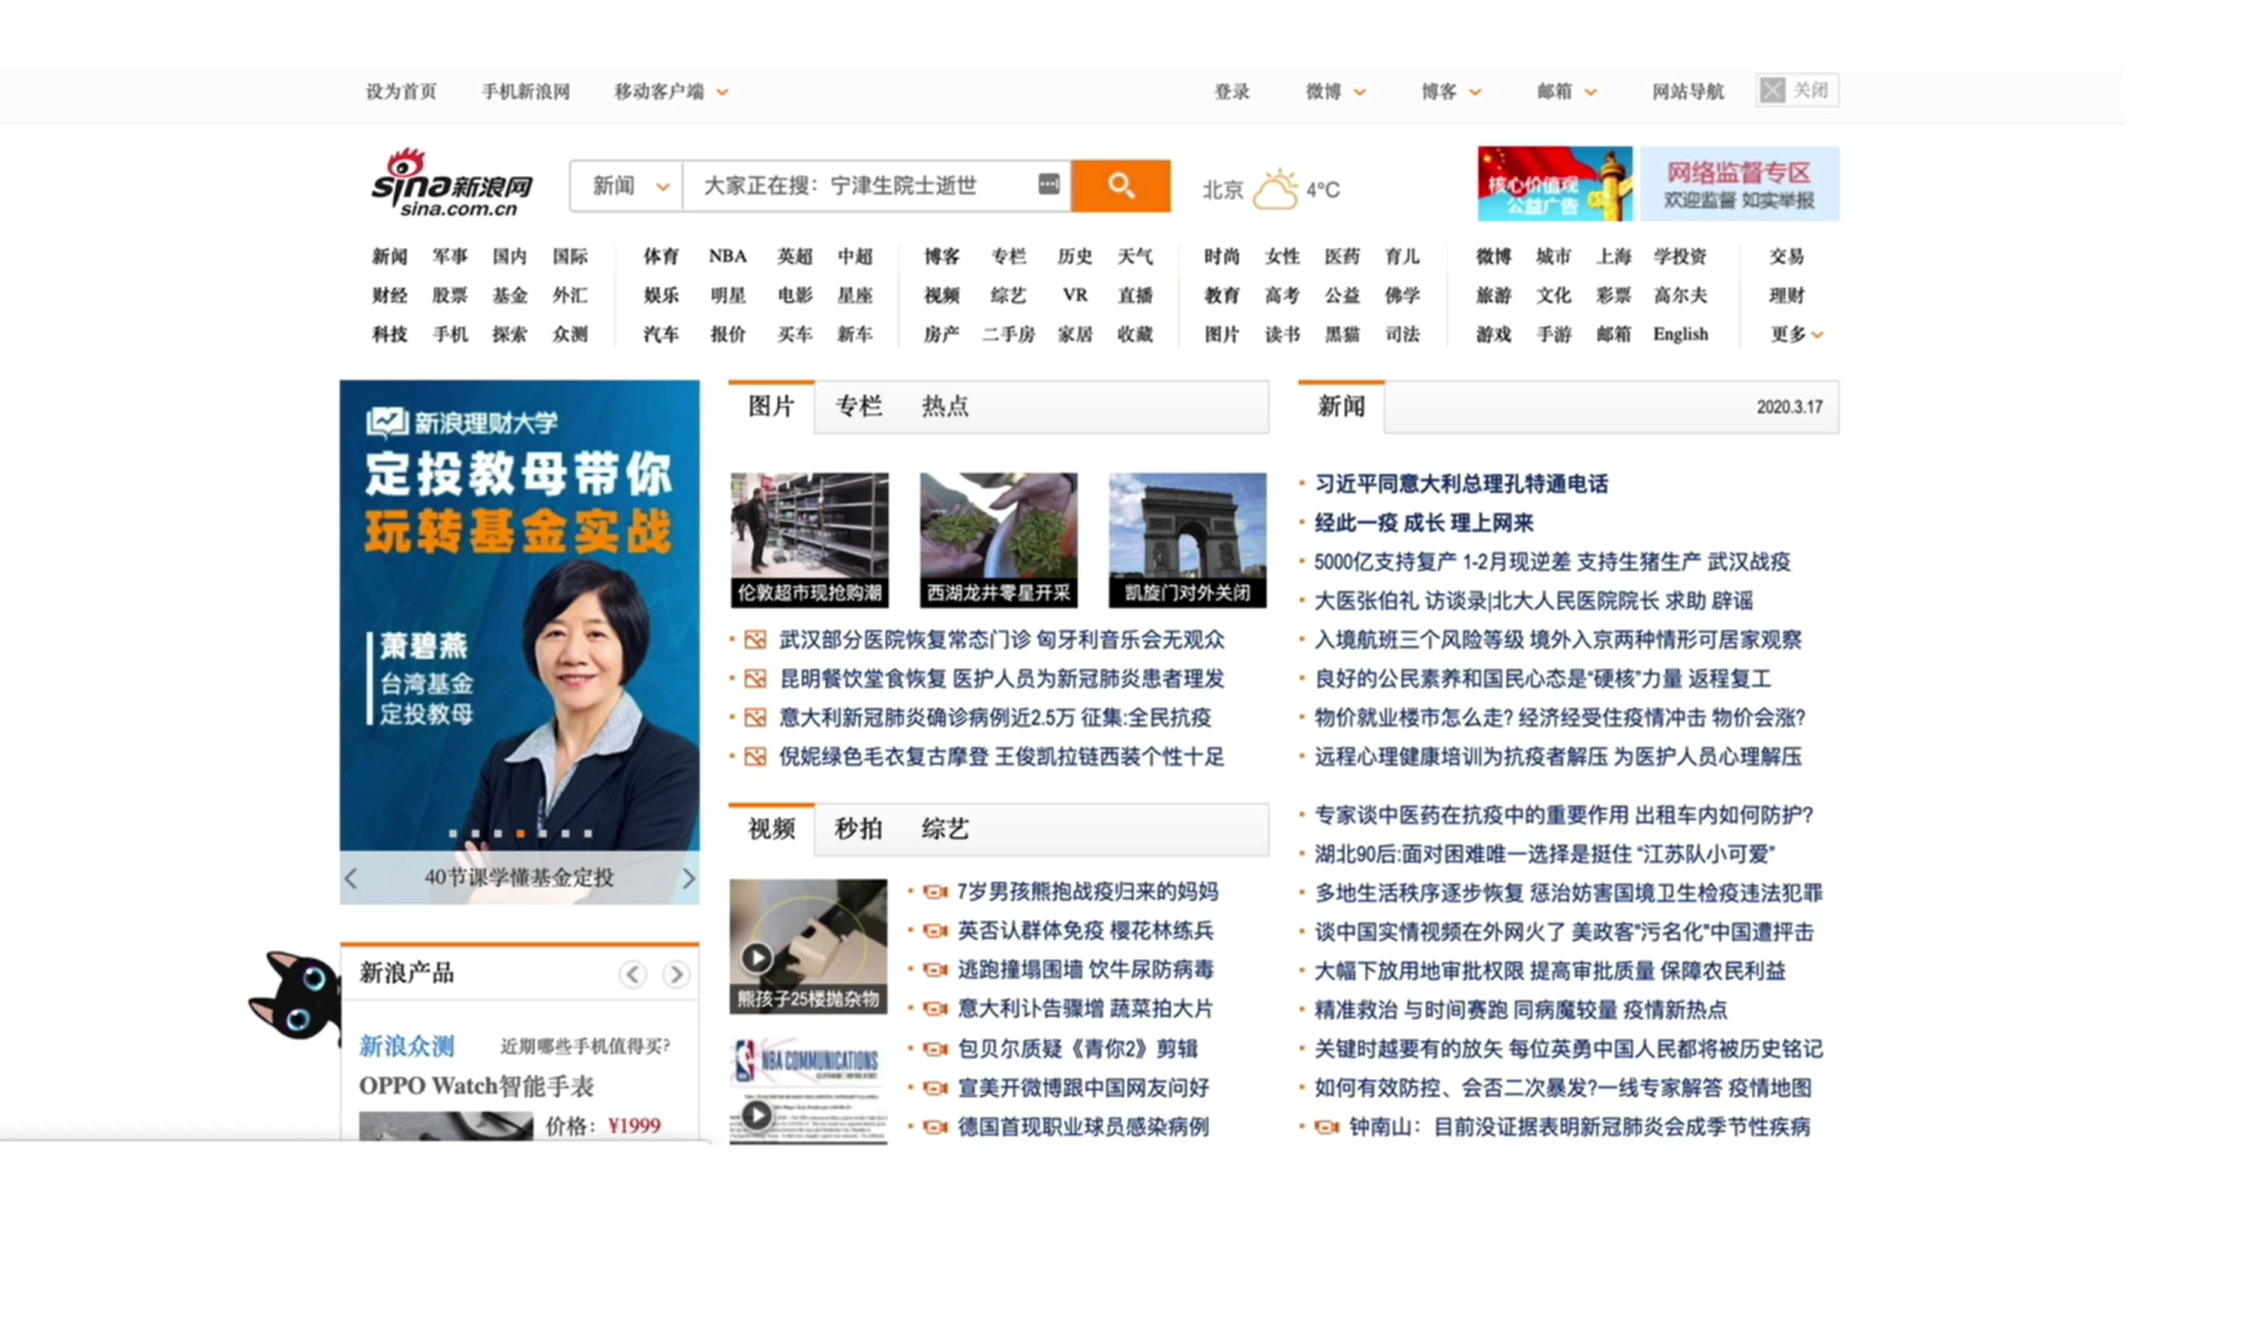 设为首页 手机新浪网 移动客户端 登录 微博 博客 邮箱 网站导航 关闭
sina新浪网
sina.com.cn
新闻 大家正在搜：宁津生院士逝世
北京 4°C
核心价值观
公益广告
网络监督专区
欢迎监督 如实举报
新闻 军事 国内 国际 体育 NBA 英超 中超 博客 专栏 历史 天气 时尚 女性 医药 育儿 微博 城市 上海 学投资 交易
财经 股票 基金 外汇 娱乐 明星 电影 星座 视频 综艺 VR 直播 教育 高考 公益 佛学 旅游 文化 彩票 高尔夫 理财
科技 手机 探索 众测 汽车 报价 买车 新车 房产 二手房 家居 收藏 图片 读书 黑猫 司法 游戏 手游 邮箱 English 更多
新浪理财大学
定投教母带你
玩转基金实战
萧碧燕
台湾基金
定投教母
40节课学懂基金定投
新浪产品
新浪众测 近期哪些手机值得买?
OPPO Watch智能手表
价格：¥1999
图片 专栏 热点
伦敦超市现抢购潮 西湖龙井零星开采 凯旋门对外关闭
武汉部分医院恢复常态门诊 匈牙利音乐会无观众
昆明餐饮堂食恢复 医护人员为新冠肺炎患者理发
意大利新冠肺炎确诊病例近2.5万 征集:全民抗疫
倪妮绿色毛衣复古摩登 王俊凯拉链西装个性十足
视频 秒拍 综艺
熊孩子25楼抛杂物
NBA COMMUNICATIONS
7岁男孩熊抱战疫归来的妈妈
英否认群体免疫 樱花林练兵
逃跑撞塌围墙 饮牛尿防病毒
意大利讣告骤增 蔬菜拍大片
包贝尔质疑《青你2》剪辑
宣美开微博跟中国网友问好
德国首现职业球员感染病例
新闻 2020.3.17
习近平同意大利总理孔特通电话
经此一疫 成长 理上网来
5000亿支持复产 1-2月现逆差 支持生猪生产 武汉战疫
大医张伯礼 访谈录|北大人民医院院长 求助 辟谣
入境航班三个风险等级 境外入京两种情形可居家观察
良好的公民素养和国民心态是“硬核”力量 返程复工
物价就业楼市怎么走? 经济经受住疫情冲击 物价会涨?
远程心理健康培训为抗疫者解压 为医护人员心理解压
专家谈中医药在抗疫中的重要作用 出租车内如何防护?
湖北90后:面对困难唯一选择是挺住 “江苏队小可爱”
多地生活秩序逐步恢复 惩治妨害国境卫生检疫违法犯罪
谈中国实情视频在外网火了 美政客“污名化”中国遭抨击
大幅下放用地审批权限 提高审批质量 保障农民利益
精准救治 与时间赛跑 同病魔较量 疫情新热点
关键时越要有的放矢 每位英勇中国人民都将被历史铭记
如何有效防控、会否二次暴发?一线专家解答 疫情地图
钟南山：目前没证据表明新冠肺炎会成季节性疾病